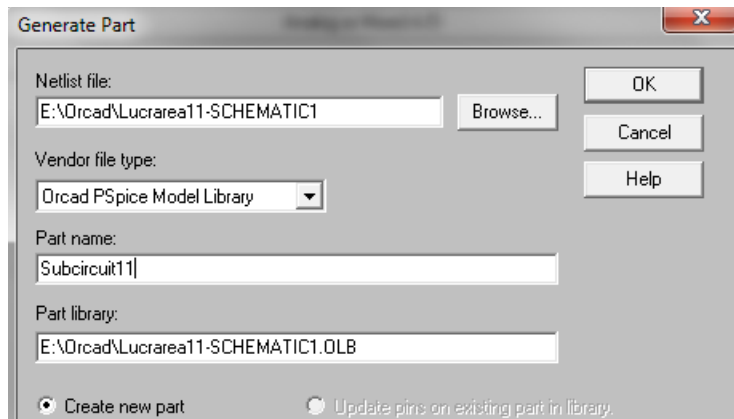 Generate Part
Netlist file:
OK
E:\Orcad\Lucrarea11-SCHEMATIC1
Browse...
Cancel
Vendor file type:
Help
Orcad PSpice Model Library
Part name:
Subcircuit11
Part library:
E:\Orcad\Lucrarea11-SCHEMATIC1.OLB
Create new part
Update pins on existing part in library.